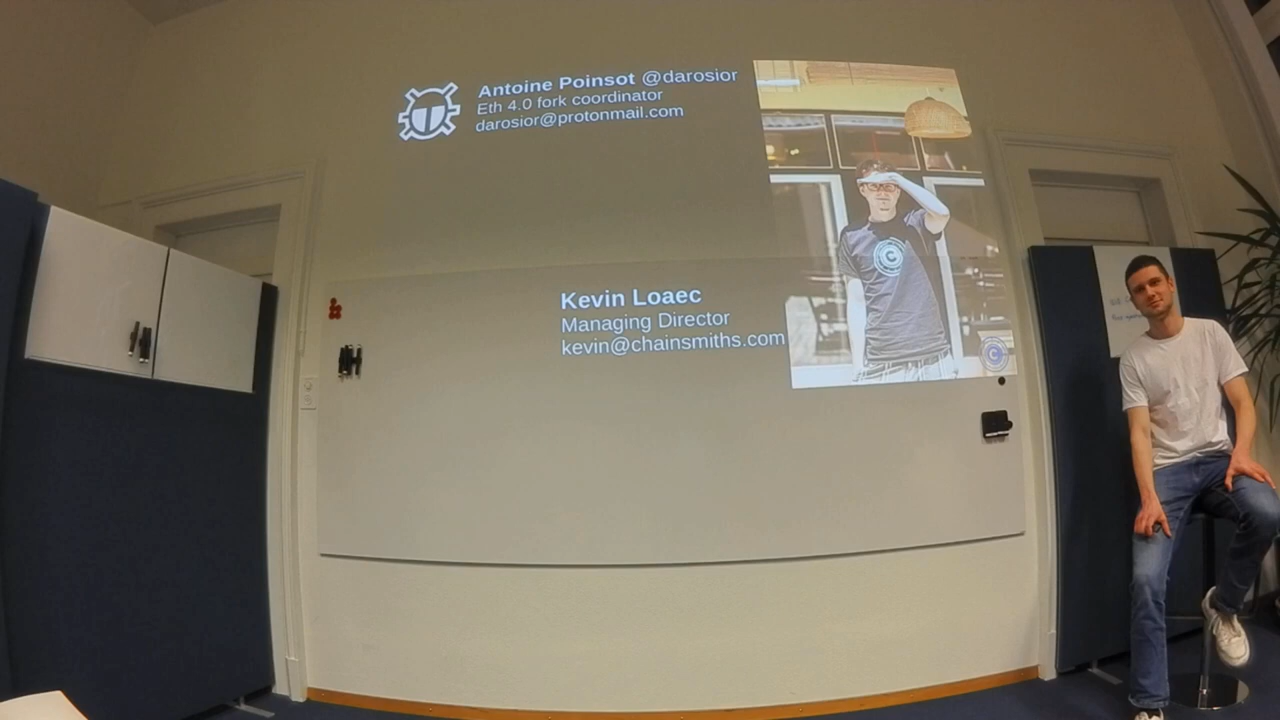 Antoine Poinsot @darosior
Eth 4.0 fork coordinator
darosior@protonmail.com
Kevin Loaec
Managing Director
kevin@chainsmiths.com
C
C